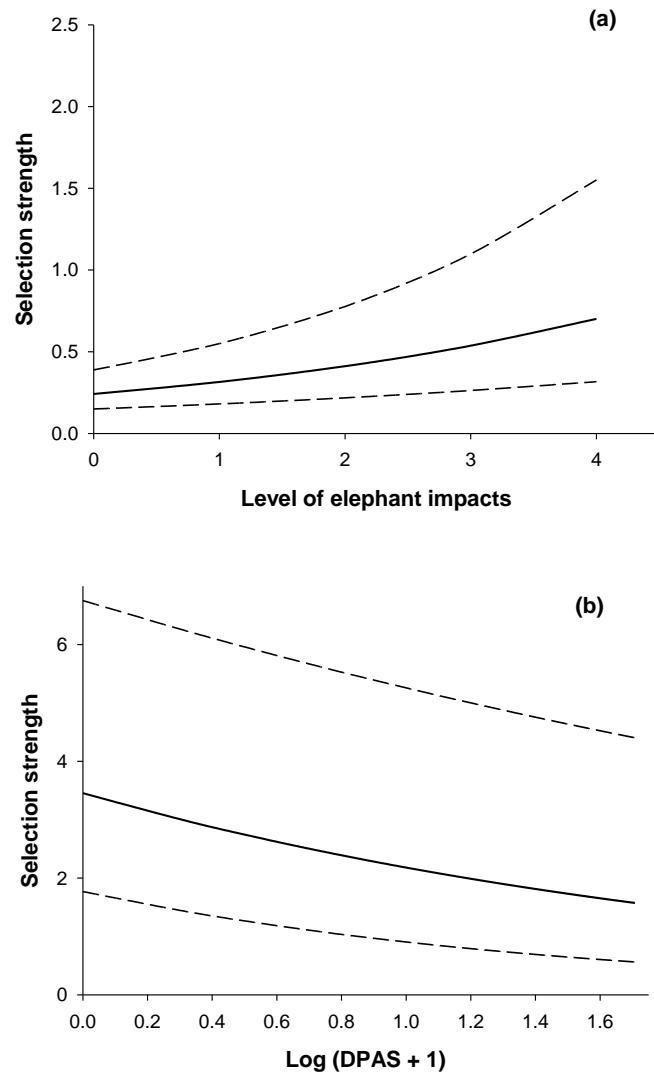 (a)
2.5
2.0
1.5
1.0
0.5
0.0
Selection strength
0 1 2 3 4
Level of elephant impacts
(b)
6
4
2
0
Selection strength
0.0 0.2 0.4 0.6 0.8 1.0 1.2 1.4 1.6
Log (DPAS + 1)